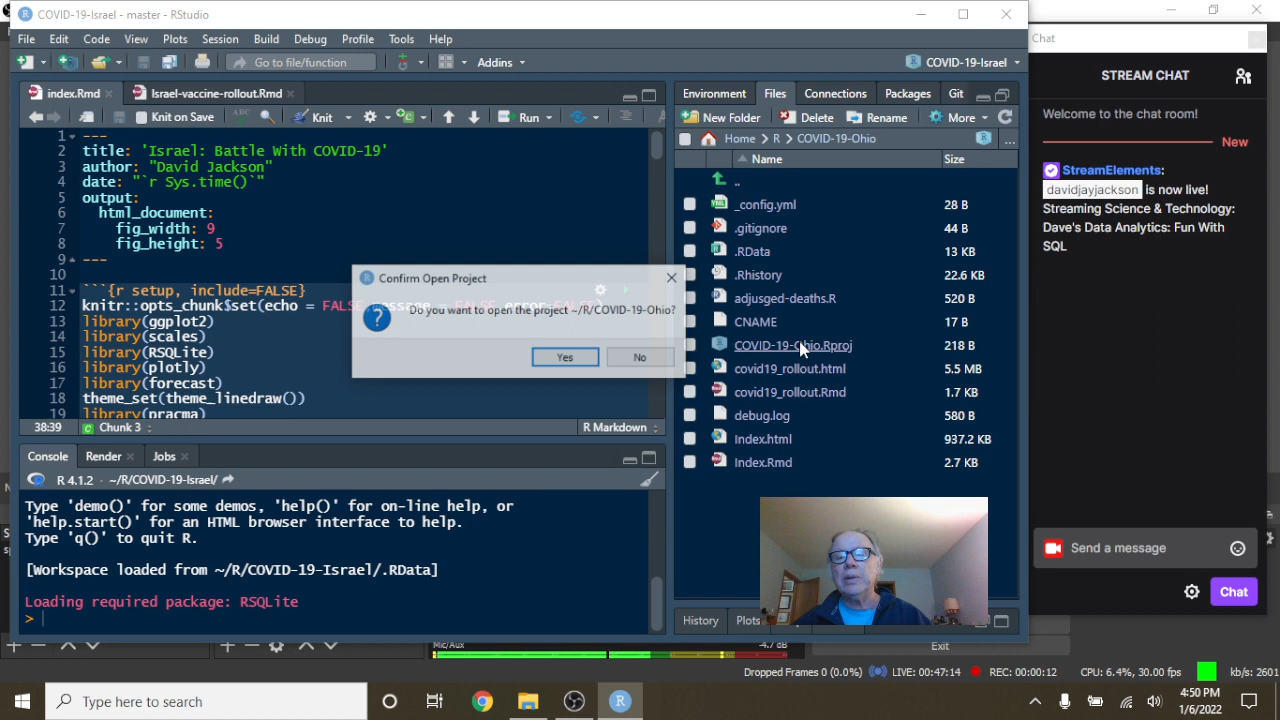 COVID-19-Israel - master - RStudio
File Edit Code View Plots Session Build Debug Profile Tools Help
Go to file/function
Addins
COVID-19-Israel
index.Rmd
Israel-vaccine-rollout.Rmd
Knit on Save
ABC
Knit
Run
1 ---
2 title: 'Israel: Battle With COVID-19'
3 author: "David Jackson"
4 date: "`r Sys.time()`"
5 output:
6 html_document:
7 fig_width: 9
8 fig_height: 5
9 ---
10
11 ```{r setup, include=FALSE}
12 knitr::opts_chunk$set(echo = FALSE, message = FALSE, error=FALSE)
13 library(ggplot2)
14 library(scales)
15 library(RSQLite)
16 library(plotly)
17 library(forecast)
18 theme_set(theme_linedraw())
19 library(pracma)
38:39
Chunk 3
R Markdown
Confirm Open Project
Do you want to open the project ~/R/COVID-19-Ohio?
Yes
No
Console Render Jobs
R 4.1.2 · ~/R/COVID-19-Israel/
Type 'demo()' for some demos, 'help()' for on-line help, or
'help.start()' for an HTML browser interface to help.
Type 'q()' to quit R.
[Workspace loaded from ~/R/COVID-19-Israel/.RData]
Loading required package: RSQLite
>
Environment Files Connections Packages Git
New Folder Delete Rename More
Home R COVID-19-Ohio
Name Size
..
_config.yml 28 B
.gitignore 44 B
.RData 13 KB
.Rhistory 22.6 KB
adjusged-deaths.R 520 B
CNAME 17 B
COVID-19-Ohio.Rproj 218 B
covid19_rollout.html 5.5 MB
covid19_rollout.Rmd 1.7 KB
debug.log 580 B
Index.html 937.2 KB
Index.Rmd 2.7 KB
History Plots
Chat
STREAM CHAT
Welcome to the chat room!
New
StreamElements:
davidjayjackson is now live!
Streaming Science & Technology:
Dave's Data Analytics: Fun With
SQL
Send a message
Chat
Mic/Aux
-4.7 dB
Exit
Dropped Frames 0 (0.0%) LIVE: 00:47:14 REC: 00:00:12 CPU: 6.4%, 30.00 fps kb/s: 2601
Type here to search
4:50 PM
1/6/2022